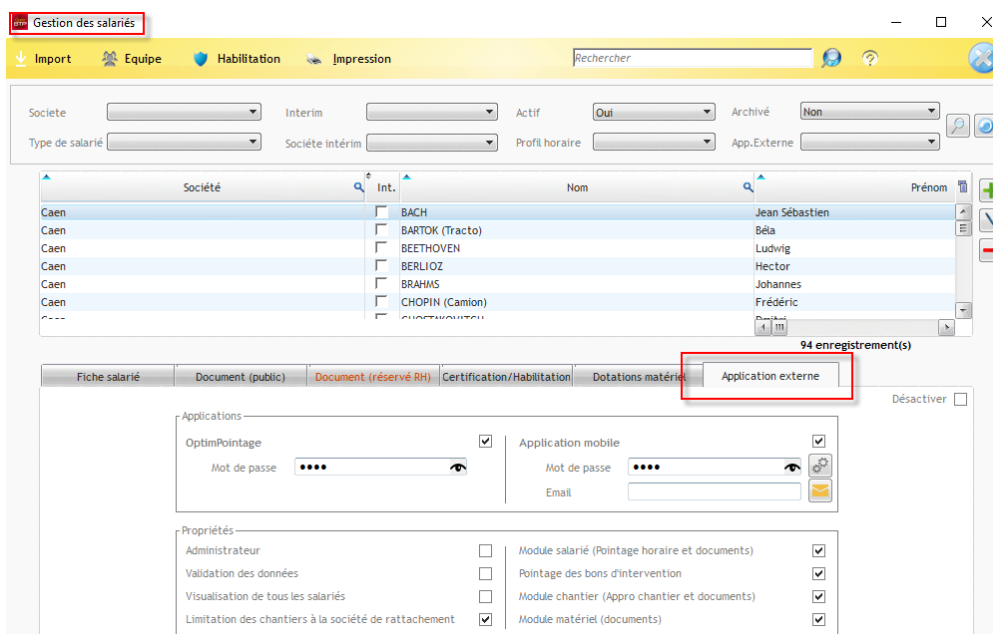 BTP Gestion des salariés
Import Equipe Habilitation Impression Rechercher
Societe Interim Actif Oui Archivé Non
Type de salarié Sociéte intérim Profil horaire App.Externe
Société Int. Nom Prénom
Caen BACH Jean Sébastien
Caen BARTOK (Tracto) Béla
Caen BEETHOVEN Ludwig
Caen BERLIOZ Hector
Caen BRAHMS Johannes
Caen CHOPIN (Camion) Frédéric
94 enregistrement(s)
Fiche salarié Document (public) Document (réservé RH) Certification/Habilitation Dotations matériel Application externe
Désactiver
Applications
OptimPointage Application mobile
Mot de passe •••• Mot de passe ••••
Email
Propriétés
Administrateur Module salarié (Pointage horaire et documents)
Validation des données Pointage des bons d'intervention
Visualisation de tous les salariés Module chantier (Appro chantier et documents)
Limitation des chantiers à la société de rattachement Module matériel (documents)